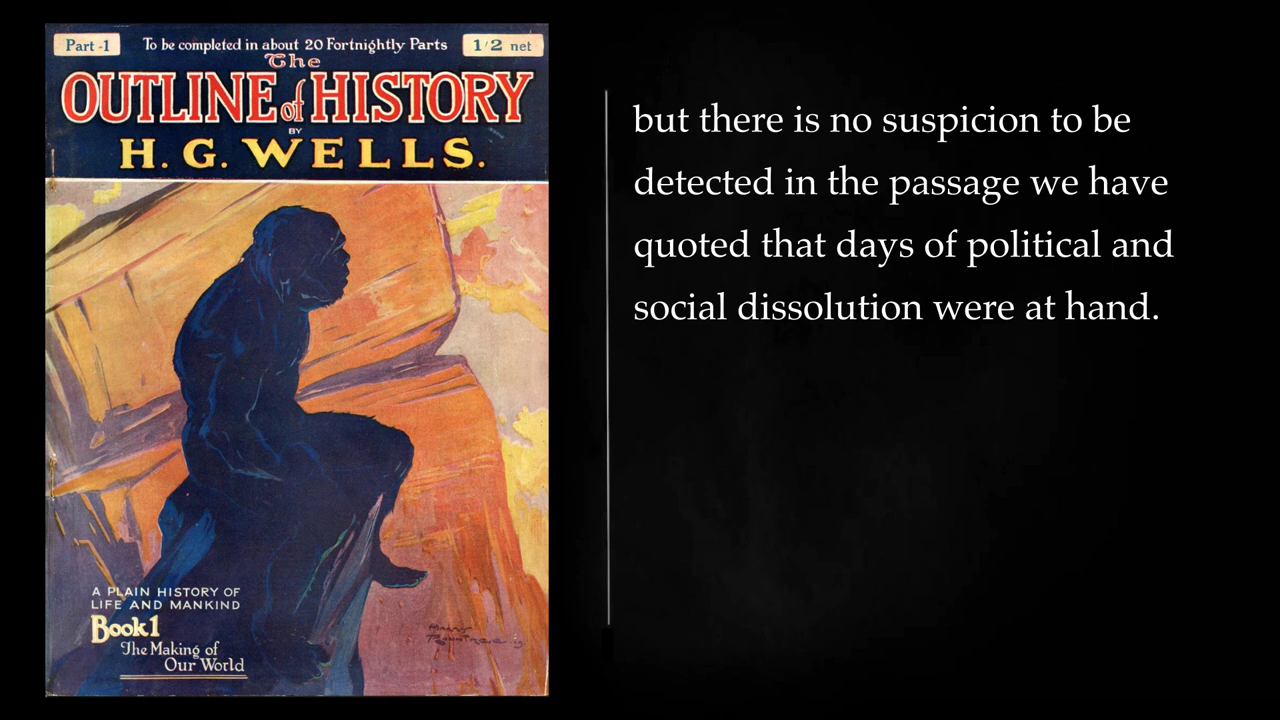 Part -1
To be completed in about 20 Fortnightly Parts
1/2 net
The
OUTLINE of HISTORY
BY
H. G. WELLS.
A PLAIN HISTORY OF
LIFE AND MANKIND
Book 1
The Making of
Our World
but there is no suspicion to be
detected in the passage we have
quoted that days of political and
social dissolution were at hand.